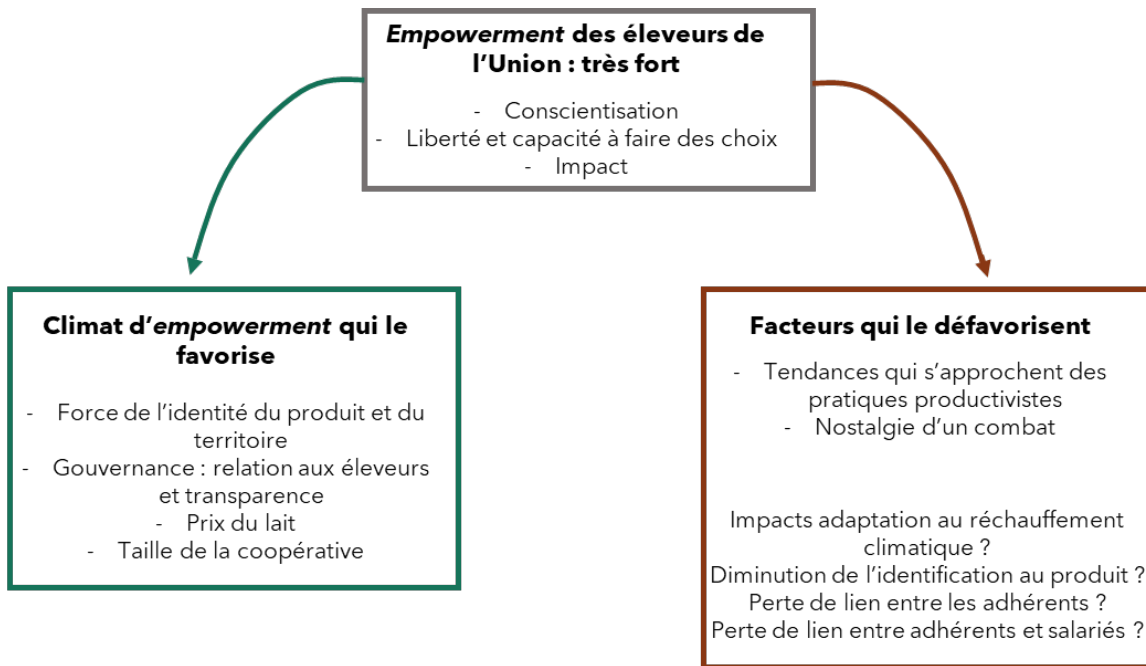 Empowerment des éleveurs de
l’Union : très fort
- Conscientisation
- Liberté et capacité à faire des choix
- Impact
Climat d’empowerment qui le
favorise
- Force de l’identité du produit et du
territoire
- Gouvernance : relation aux éleveurs
et transparence
- Prix du lait
- Taille de la coopérative
Facteurs qui le défavorisent
- Tendances qui s’approchent des
pratiques productivistes
- Nostalgie d’un combat
Impacts adaptation au réchauffement
climatique ?
Diminution de l’identification au produit ?
Perte de lien entre les adhérents ?
Perte de lien entre adhérents et salariés ?